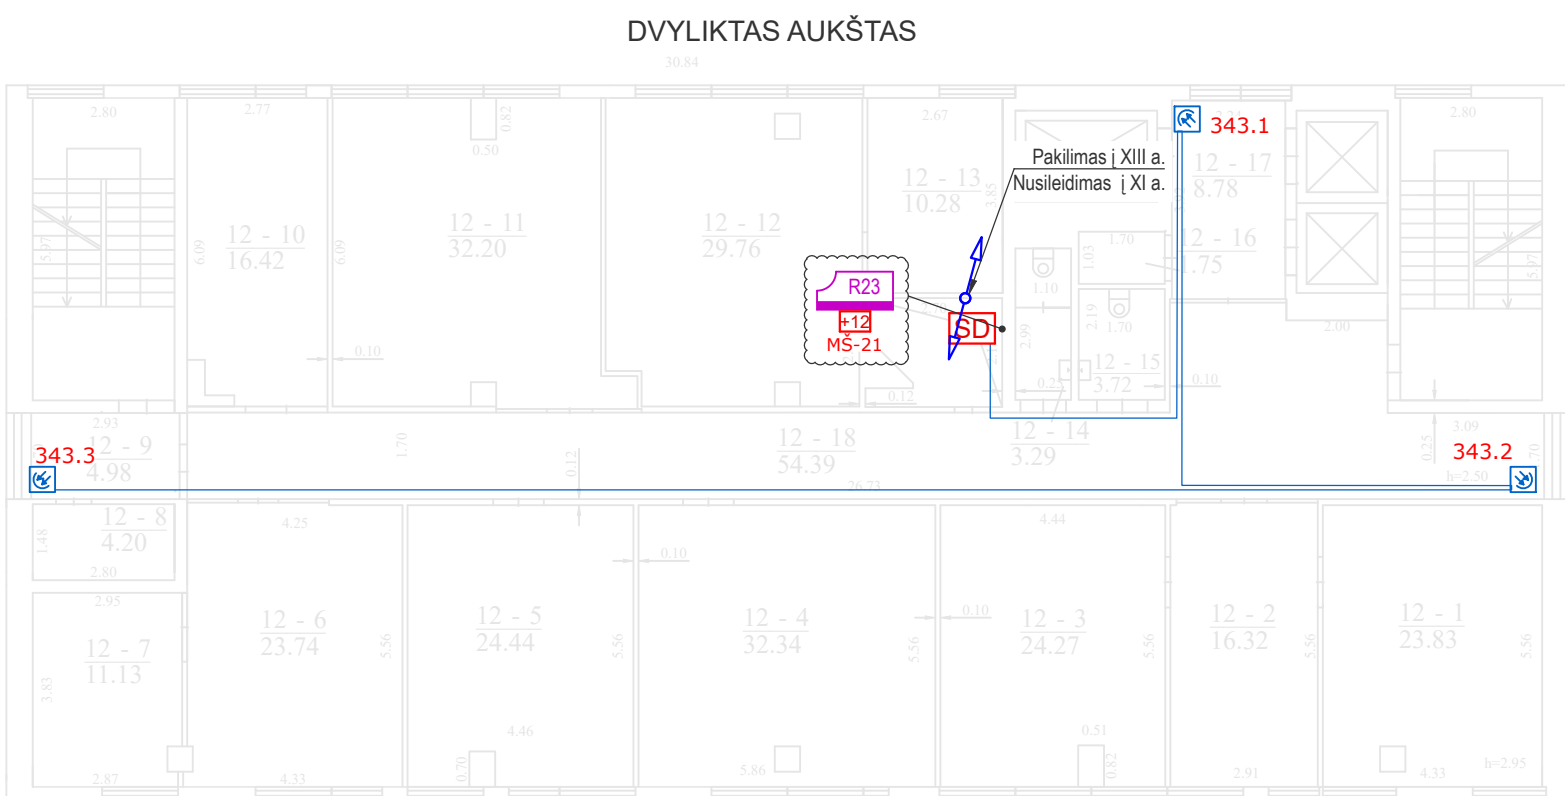 DVYLIKTAS AUKŠTAS
30.84
2.80
2.77
0.82
0.50
2.67
343.1
2.80
Pakilimas į XIII a.
Nusileidimas į XI a.
12 - 17
8.78
12 - 13
10.28
3.85
12 - 10
16.42
12 - 11
32.20
12 - 12
29.76
12 - 16
1.75
5.97
6.09
6.09
1.03
1.70
5.97
R23
1.10
+12
MŠ-21
SD
2.99
2.19
1.70
2.00
0.10
12 - 15
3.72
0.25
0.10
0.12
2.93
12 - 9
4.98
343.3
1.70
12 - 18
54.39
12 - 14
3.29
0.12
26.73
3.09
0.25
343.2
.70
h=2.50
12 - 8
4.20
1.48
2.80
4.25
4.44
0.10
2.95
12 - 7
11.13
3.83
2.87
12 - 6
23.74
5.56
4.33
12 - 5
24.44
5.56
4.46
0.70
12 - 4
32.34
5.56
5.86
0.10
12 - 3
24.27
5.56
0.51
0.82
12 - 2
16.32
5.56
2.91
12 - 1
23.83
5.56
4.33
h=2.95